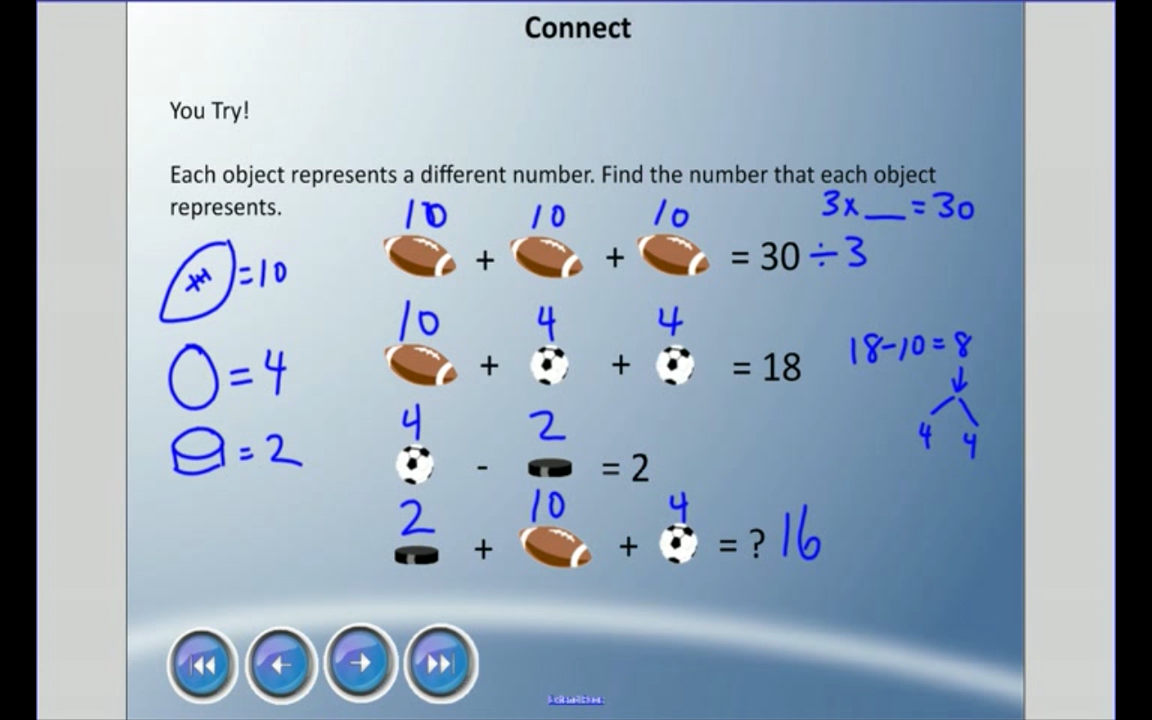 Connect
You Try!
Each object represents a different number. Find the number that each object
represents.
3x __ = 30
10 10 10
+ + = 30 ÷ 3
= 10
10 4 4
+ + = 18
18-10 = 8
4 4
= 4
4 2
- = 2
= 2
2 10 4
+ + = ? 16